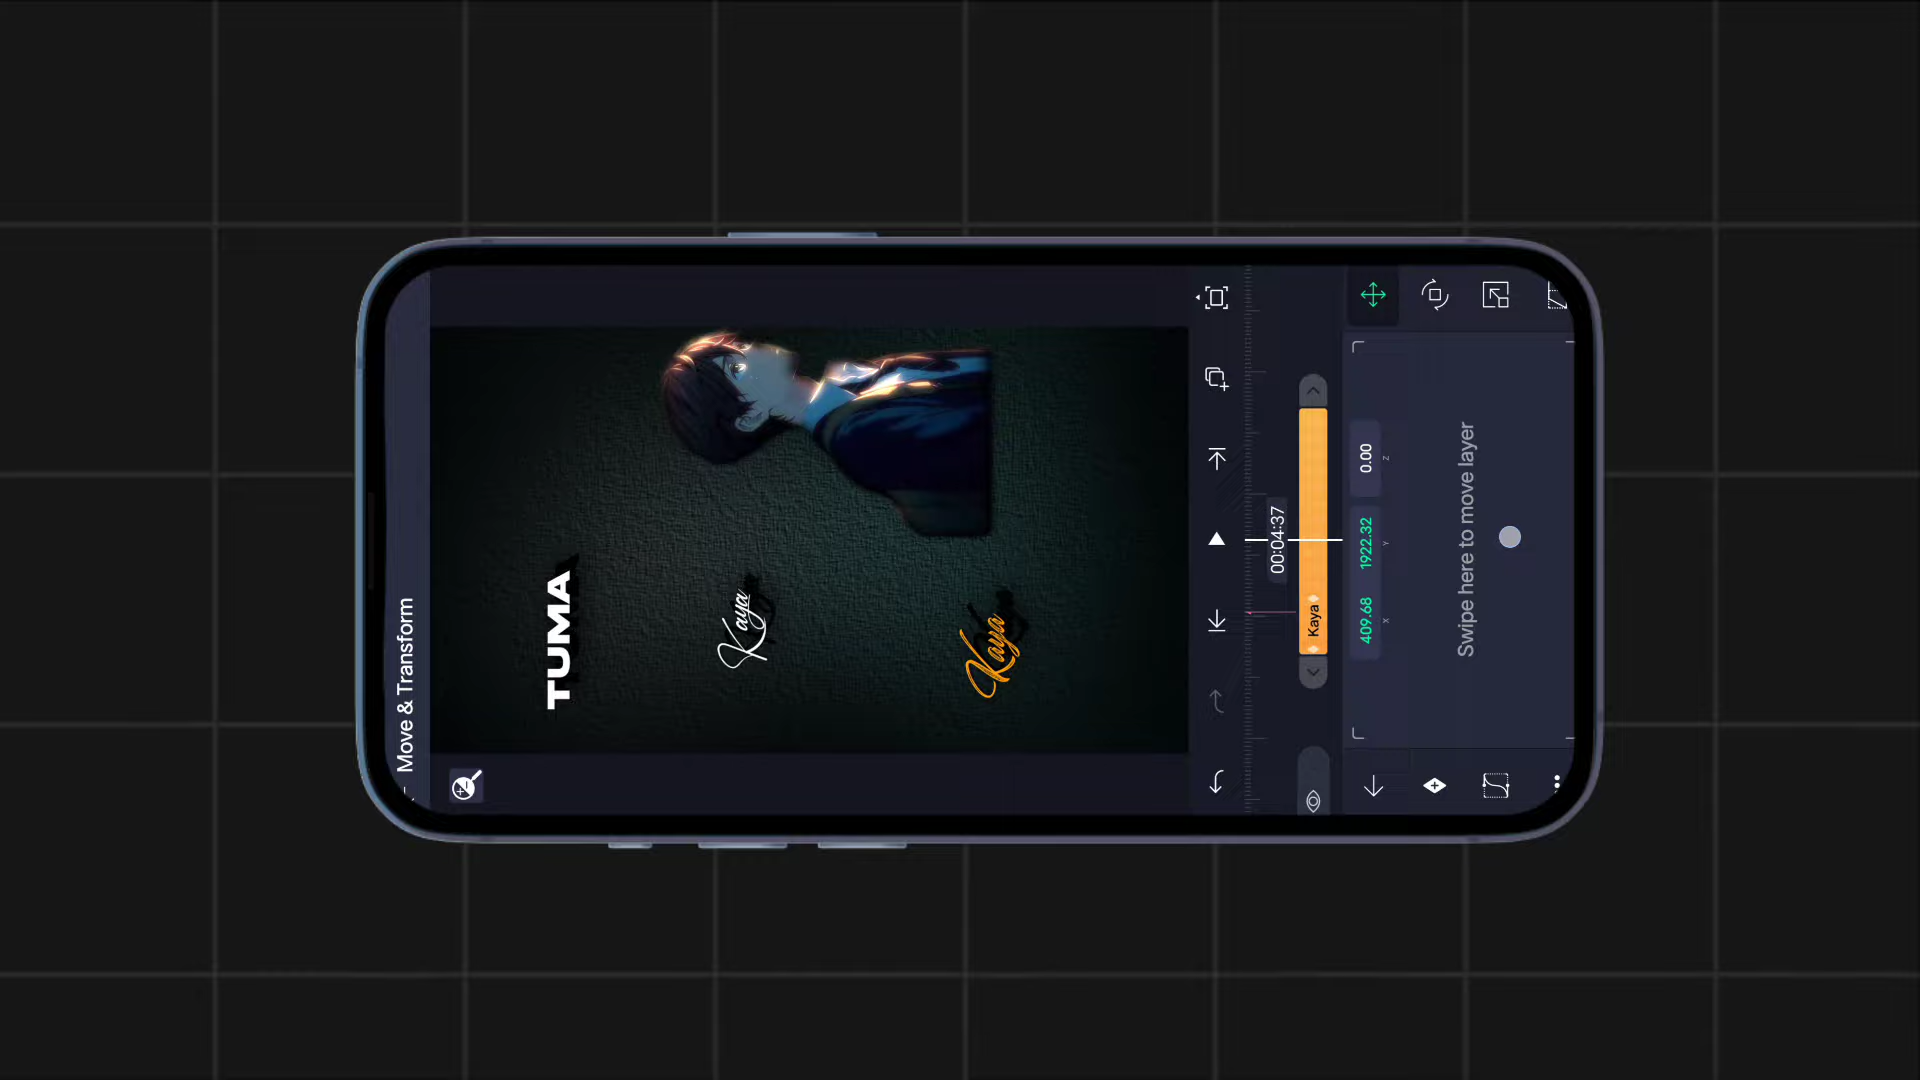 Move & Transform
TUMA
Kaya
Kaya
00:04:37
Kaya
409.68 1922.32 0.00
X Y Z
Swipe here to move layer